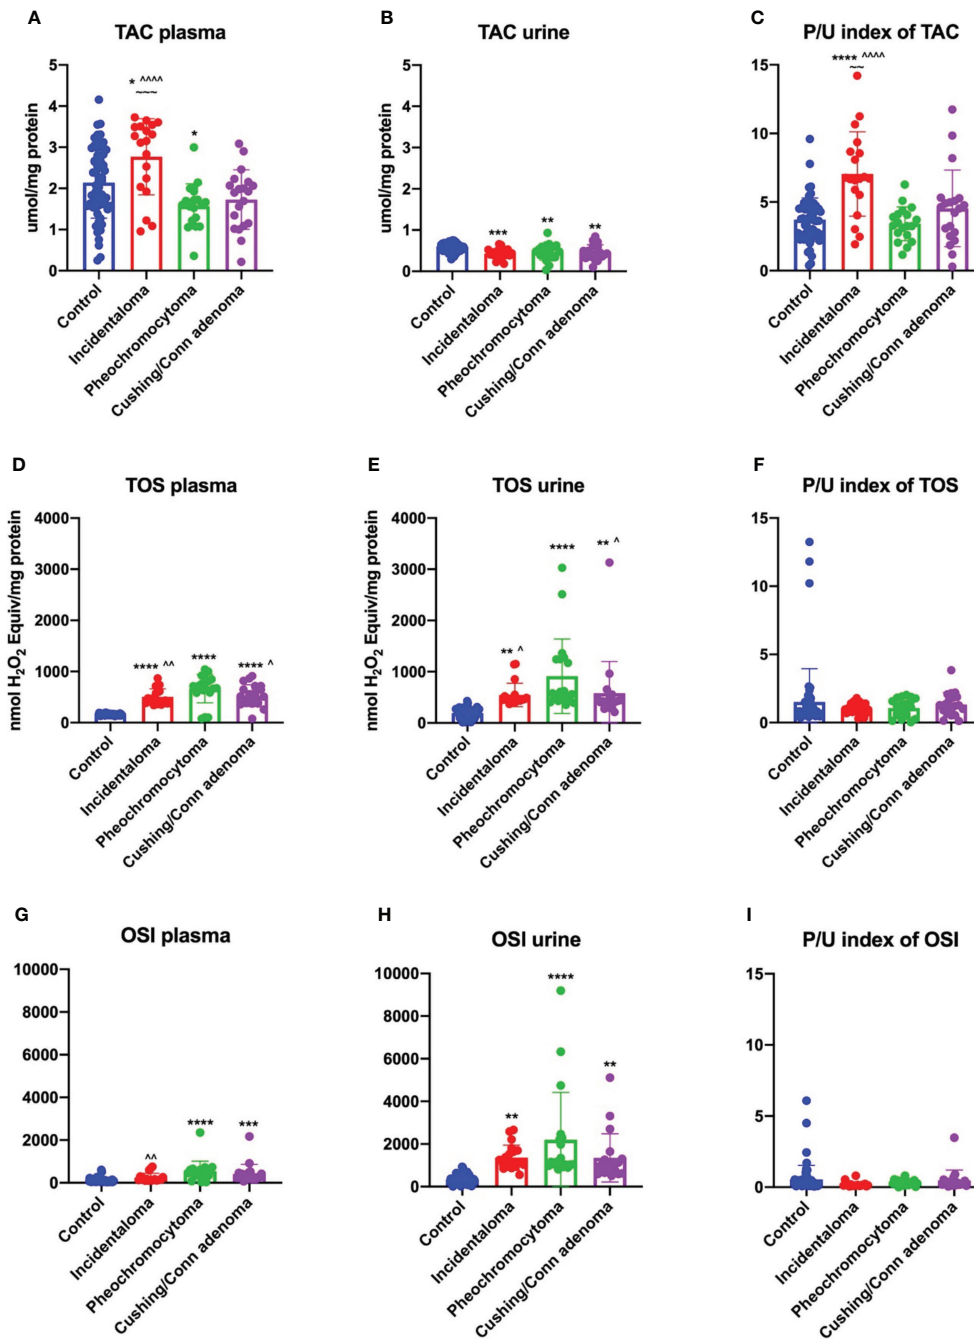 A
TAC plasma
umol/mg protein
5
4
3
2
1
0
* ^^^^
~~~
*
Control
Incidentaloma
Pheochromocytoma
Cushing/Conn adenoma
B
TAC urine
umol/mg protein
5
4
3
2
1
0
***
**
**
Control
Incidentaloma
Pheochromocytoma
Cushing/Conn adenoma
C
P/U index of TAC
15
10
5
0
**** ^^^^
~~
Control
Incidentaloma
Pheochromocytoma
Cushing/Conn adenoma
D
TOS plasma
nmol H₂O₂ Equiv/mg protein
4000
3000
2000
1000
0
**** ^^
****
**** ^
Control
Incidentaloma
Pheochromocytoma
Cushing/Conn adenoma
E
TOS urine
nmol H₂O₂ Equiv/mg protein
4000
3000
2000
1000
0
** ^
****
** ^
Control
Incidentaloma
Pheochromocytoma
Cushing/Conn adenoma
F
P/U index of TOS
15
10
5
0
Control
Incidentaloma
Pheochromocytoma
Cushing/Conn adenoma
G
OSI plasma
10000
8000
6000
4000
2000
0
^^
****
***
Control
Incidentaloma
Pheochromocytoma
Cushing/Conn adenoma
H
OSI urine
10000
8000
6000
4000
2000
0
**
****
**
Control
Incidentaloma
Pheochromocytoma
Cushing/Conn adenoma
I
P/U index of OSI
15
10
5
0
Control
Incidentaloma
Pheochromocytoma
Cushing/Conn adenoma